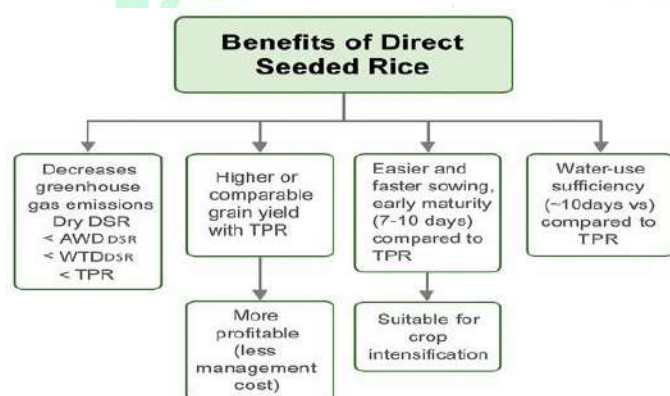 Benefits of Direct
Seeded Rice
Decreases
greenhouse
gas emissions
Dry DSR
< AWD DSR
< WTD DSR
< TPR
Higher or
comparable
grain yield
with TPR
Easier and
faster sowing,
early maturity
(7-10 days)
compared to
TPR
Water-use
sufficiency
(~10days vs)
compared to
TPR
More
profitable
(less
management
cost)
Suitable for
crop
intensification